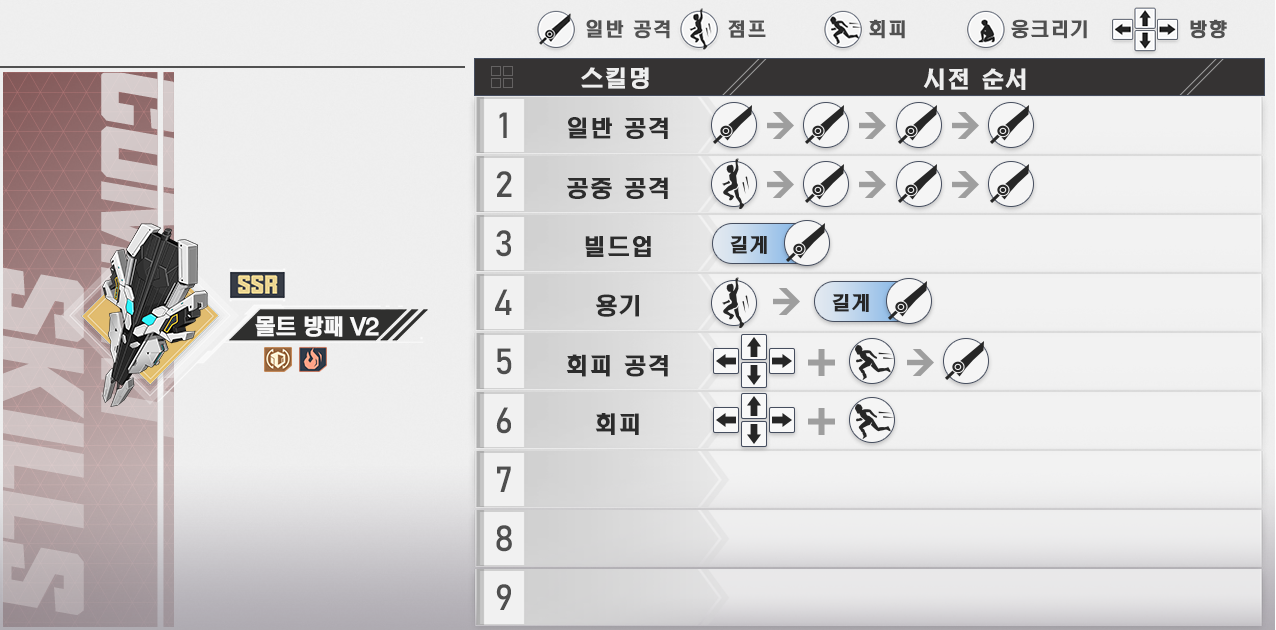 일반 공격 점프 회피 웅크리기 방향
스킬명 시전 순서
1 일반 공격
2 공중 공격
3 빌드업 길게
4 용기 길게
5 회피 공격
6 회피
7
8
9
SSR
몰트 방패 V2
SKILLS